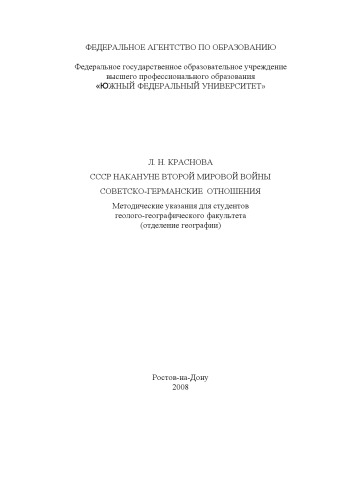 ФЕДЕРАЛЬНОЕ АГЕНТСТВО ПО ОБРАЗОВАНИЮ
Федеральное государственное образовательное учреждение
высшего профессионального образования
«ЮЖНЫЙ ФЕДЕРАЛЬНЫЙ УНИВЕРСИТЕТ»
Л. Н. КРАСНОВА
СССР НАКАНУНЕ ВТОРОЙ МИРОВОЙ ВОЙНЫ
СОВЕТСКО-ГЕРМАНСКИЕ ОТНОШЕНИЯ
Методические указания для студентов
геолого-географического факультета
(отделение географии)
Ростов-на-Дону
2008